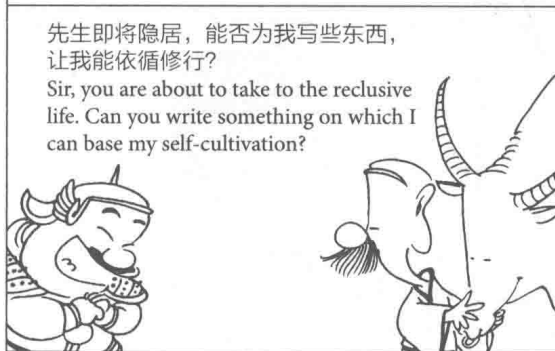 先生即将隐居，能否为我写些东西，
让我能依循修行？
Sir, you are about to take to the reclusive
life. Can you write something on which I
can base my self-cultivation?